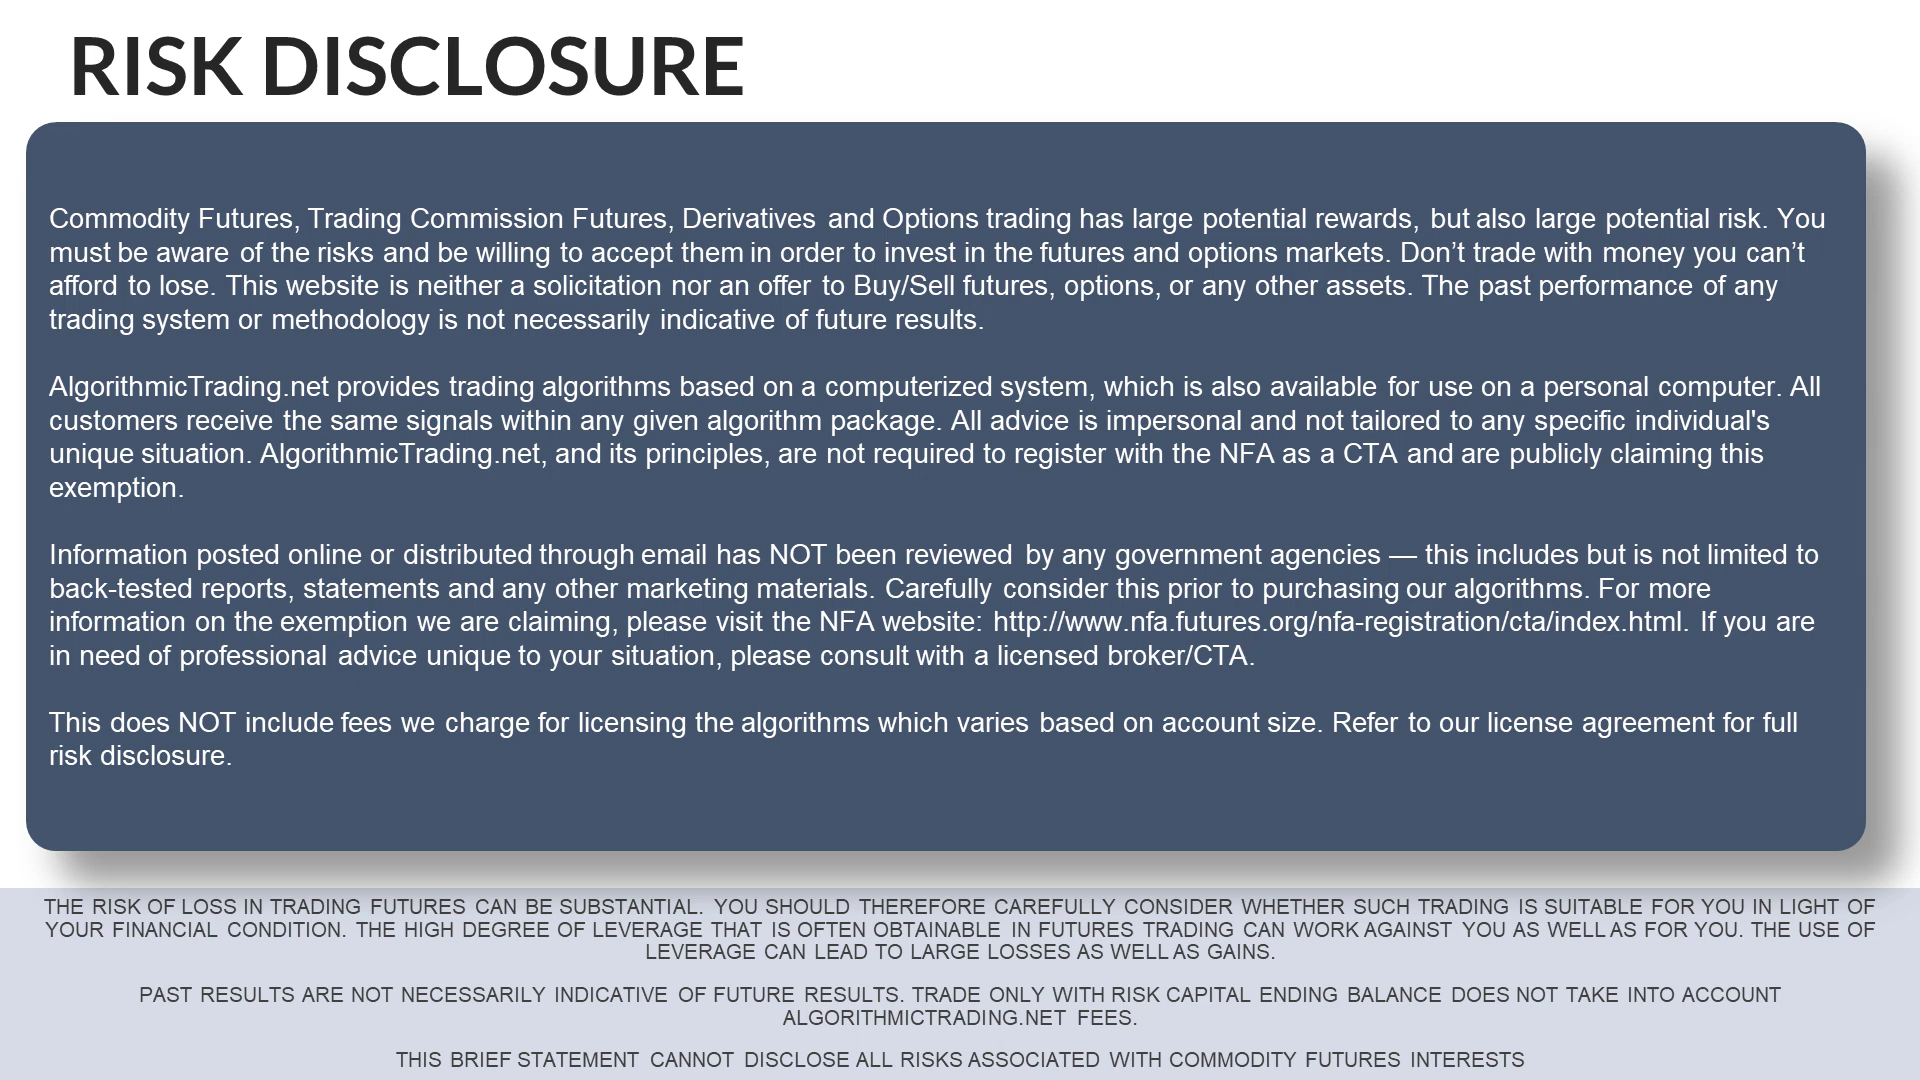 RISK DISCLOSURE
Commodity Futures, Trading Commission Futures, Derivatives and Options trading has large potential rewards, but also large potential risk. You
must be aware of the risks and be willing to accept them in order to invest in the futures and options markets. Don’t trade with money you can’t
afford to lose. This website is neither a solicitation nor an offer to Buy/Sell futures, options, or any other assets. The past performance of any
trading system or methodology is not necessarily indicative of future results.
AlgorithmicTrading.net provides trading algorithms based on a computerized system, which is also available for use on a personal computer. All
customers receive the same signals within any given algorithm package. All advice is impersonal and not tailored to any specific individual's
unique situation. AlgorithmicTrading.net, and its principles, are not required to register with the NFA as a CTA and are publicly claiming this
exemption.
Information posted online or distributed through email has NOT been reviewed by any government agencies — this includes but is not limited to
back-tested reports, statements and any other marketing materials. Carefully consider this prior to purchasing our algorithms. For more
information on the exemption we are claiming, please visit the NFA website: http://www.nfa.futures.org/nfa-registration/cta/index.html. If you are
in need of professional advice unique to your situation, please consult with a licensed broker/CTA.
This does NOT include fees we charge for licensing the algorithms which varies based on account size. Refer to our license agreement for full
risk disclosure.
THE RISK OF LOSS IN TRADING FUTURES CAN BE SUBSTANTIAL. YOU SHOULD THEREFORE CAREFULLY CONSIDER WHETHER SUCH TRADING IS SUITABLE FOR YOU IN LIGHT OF
YOUR FINANCIAL CONDITION. THE HIGH DEGREE OF LEVERAGE THAT IS OFTEN OBTAINABLE IN FUTURES TRADING CAN WORK AGAINST YOU AS WELL AS FOR YOU. THE USE OF
LEVERAGE CAN LEAD TO LARGE LOSSES AS WELL AS GAINS.
PAST RESULTS ARE NOT NECESSARILY INDICATIVE OF FUTURE RESULTS. TRADE ONLY WITH RISK CAPITAL ENDING BALANCE DOES NOT TAKE INTO ACCOUNT
ALGORITHMICTRADING.NET FEES.
THIS BRIEF STATEMENT CANNOT DISCLOSE ALL RISKS ASSOCIATED WITH COMMODITY FUTURES INTERESTS